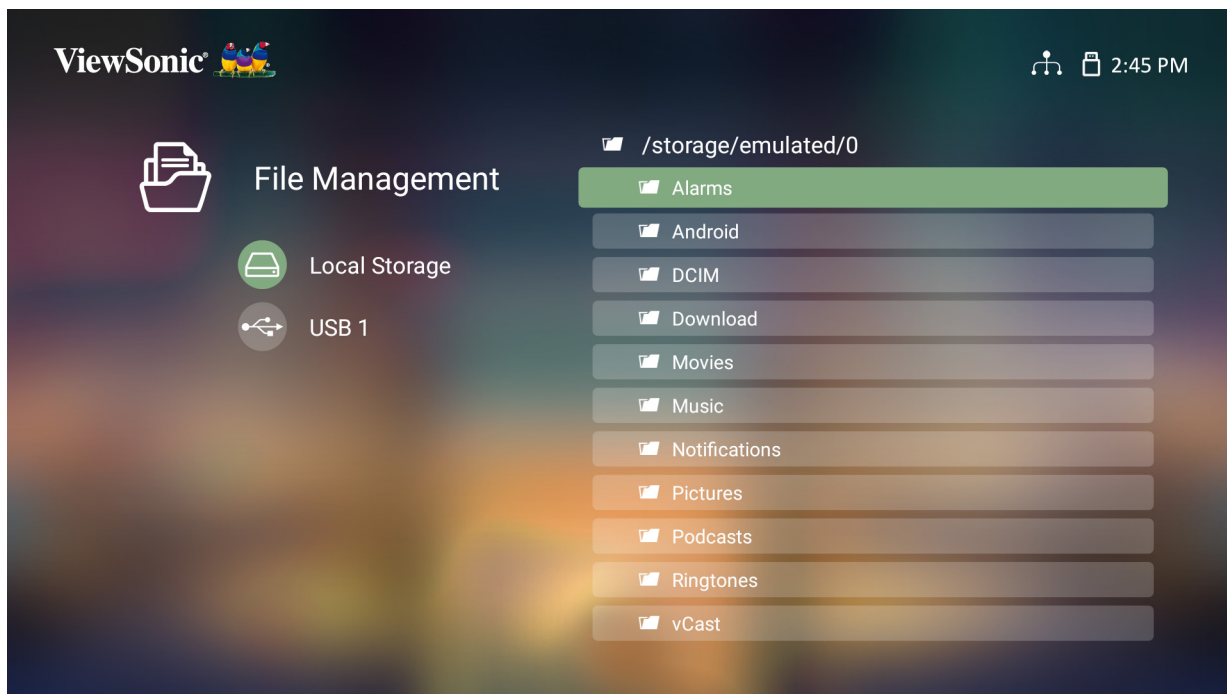 ViewSonic®
2:45 PM
File Management
Local Storage
USB 1
/storage/emulated/0
Alarms
Android
DCIM
Download
Movies
Music
Notifications
Pictures
Podcasts
Ringtones
vCast